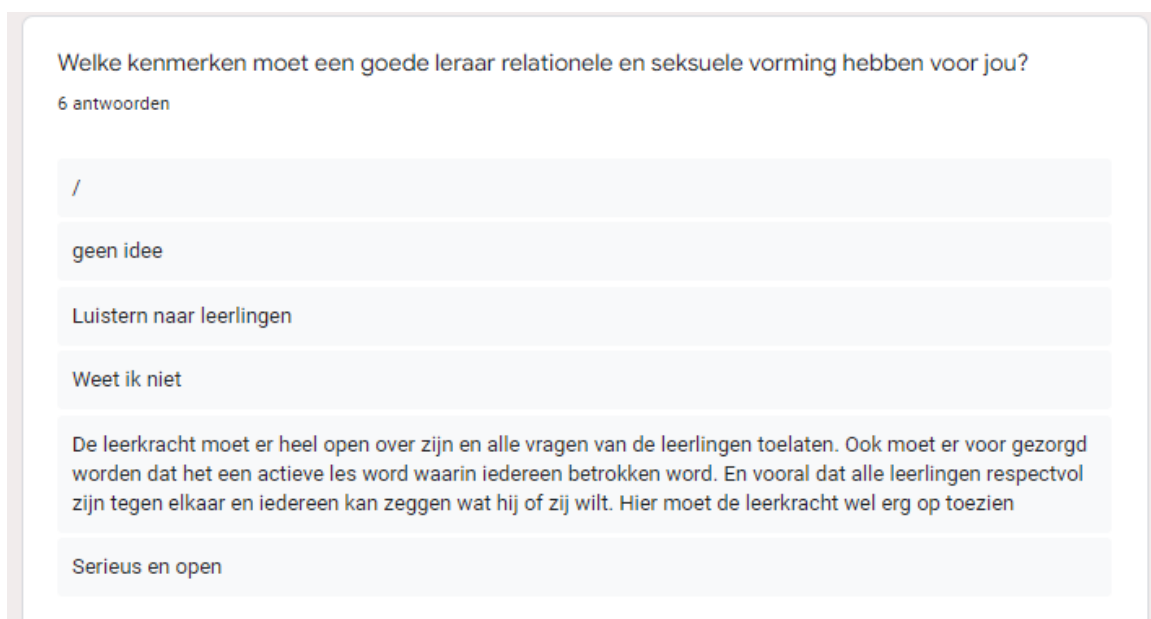 Welke kenmerken moet een goede leraar relationele en seksuele vorming hebben voor jou?
6 antwoorden
/
geen idee
Luistern naar leerlingen
Weet ik niet
De leerkracht moet er heel open over zijn en alle vragen van de leerlingen toelaten. Ook moet er voor gezorgd
worden dat het een actieve les word waarin iedereen betrokken word. En vooral dat alle leerlingen respectvol
zijn tegen elkaar en iedereen kan zeggen wat hij of zij wilt. Hier moet de leerkracht wel erg op toezien
Serieus en open